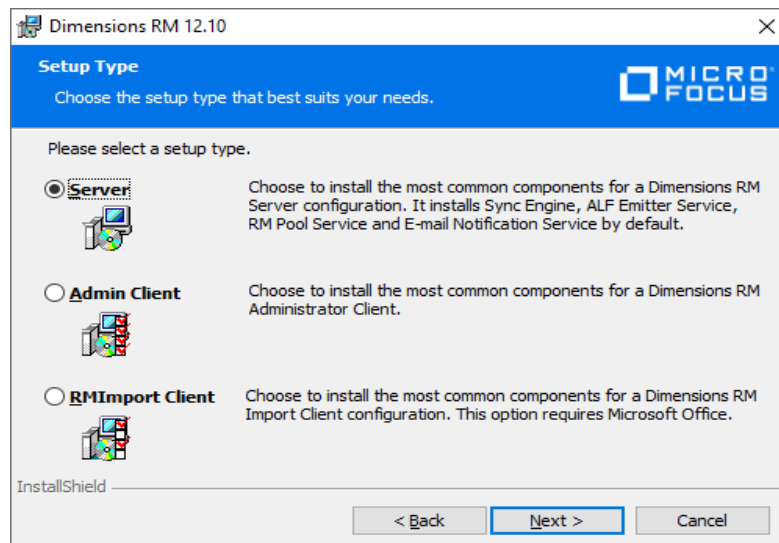 Dimensions RM 12.10
Setup Type
Choose the setup type that best suits your needs.
MICRO
FOCUS
Please select a setup type.
Server
Choose to install the most common components for a Dimensions RM
Server configuration. It installs Sync Engine, ALF Emitter Service,
RM Pool Service and E-mail Notification Service by default.
Admin Client
Choose to install the most common components for a Dimensions RM
Administrator Client.
RMImport Client
Choose to install the most common components for a Dimensions RM
Import Client configuration. This option requires Microsoft Office.
InstallShield
< Back
Next >
Cancel